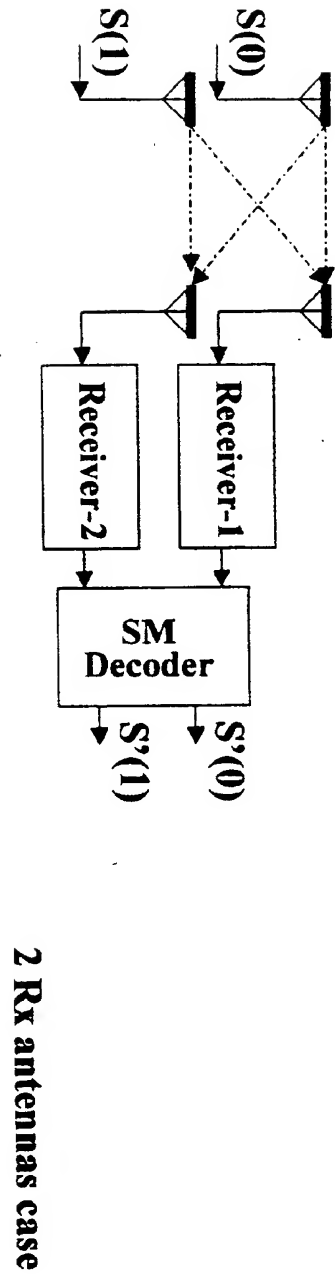 S(0)
S(1)
Receiver-1
Receiver-2
SM
Decoder
S'(0)
S'(1)
2 Rx antennas case